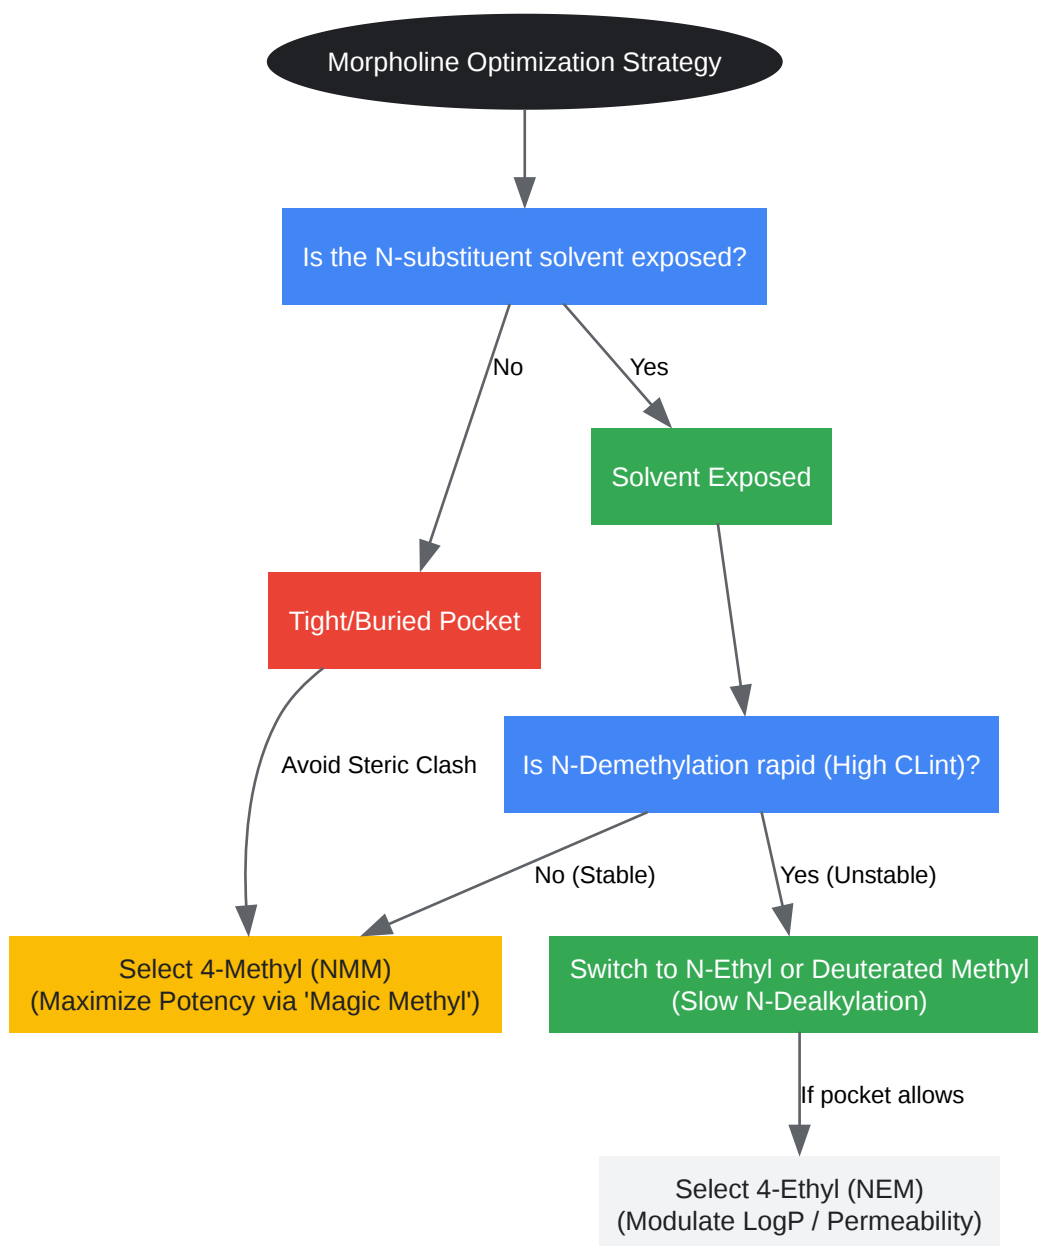 Morpholine Optimization Strategy
Is the N-substituent solvent exposed?
No
Yes
Solvent Exposed
Tight/Buried Pocket
Avoid Steric Clash
Is N-Demethylation rapid (High CLint)?
No (Stable)
Yes (Unstable)
Select 4-Methyl (NMM)
(Maximize Potency via 'Magic Methyl')
Switch to N-Ethyl or Deuterated Methyl
(Slow N-Dealkylation)
If pocket allows
Select 4-Ethyl (NEM)
(Modulate LogP / Permeability)